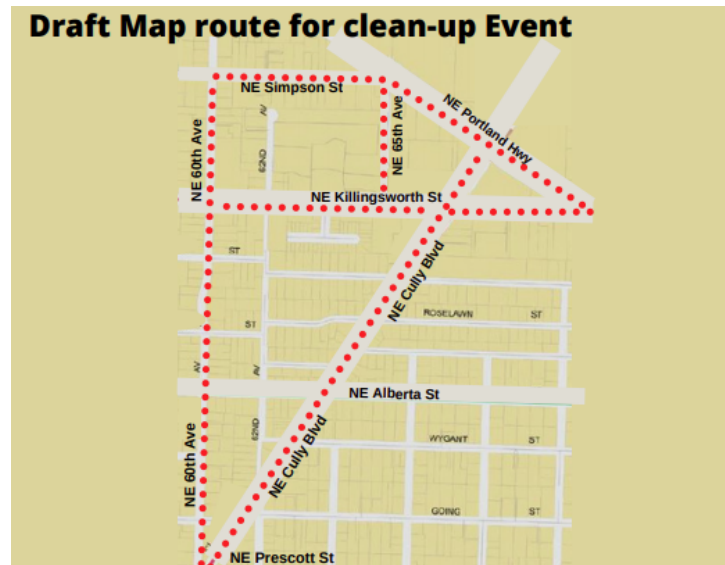 Draft Map route for clean-up Event
NE Simpson St
NE Portland Hwy
AV
NE 65th Ave
NE 60th Ave
62ND
NE Killingsworth St
ST
NE Cully Blvd
ROSELAWN ST
ST
AV
AV
NE Alberta St
NE Cully Blvd
62ND
WYGANT ST
NE 60th Ave
GOING ST
NE Prescott St